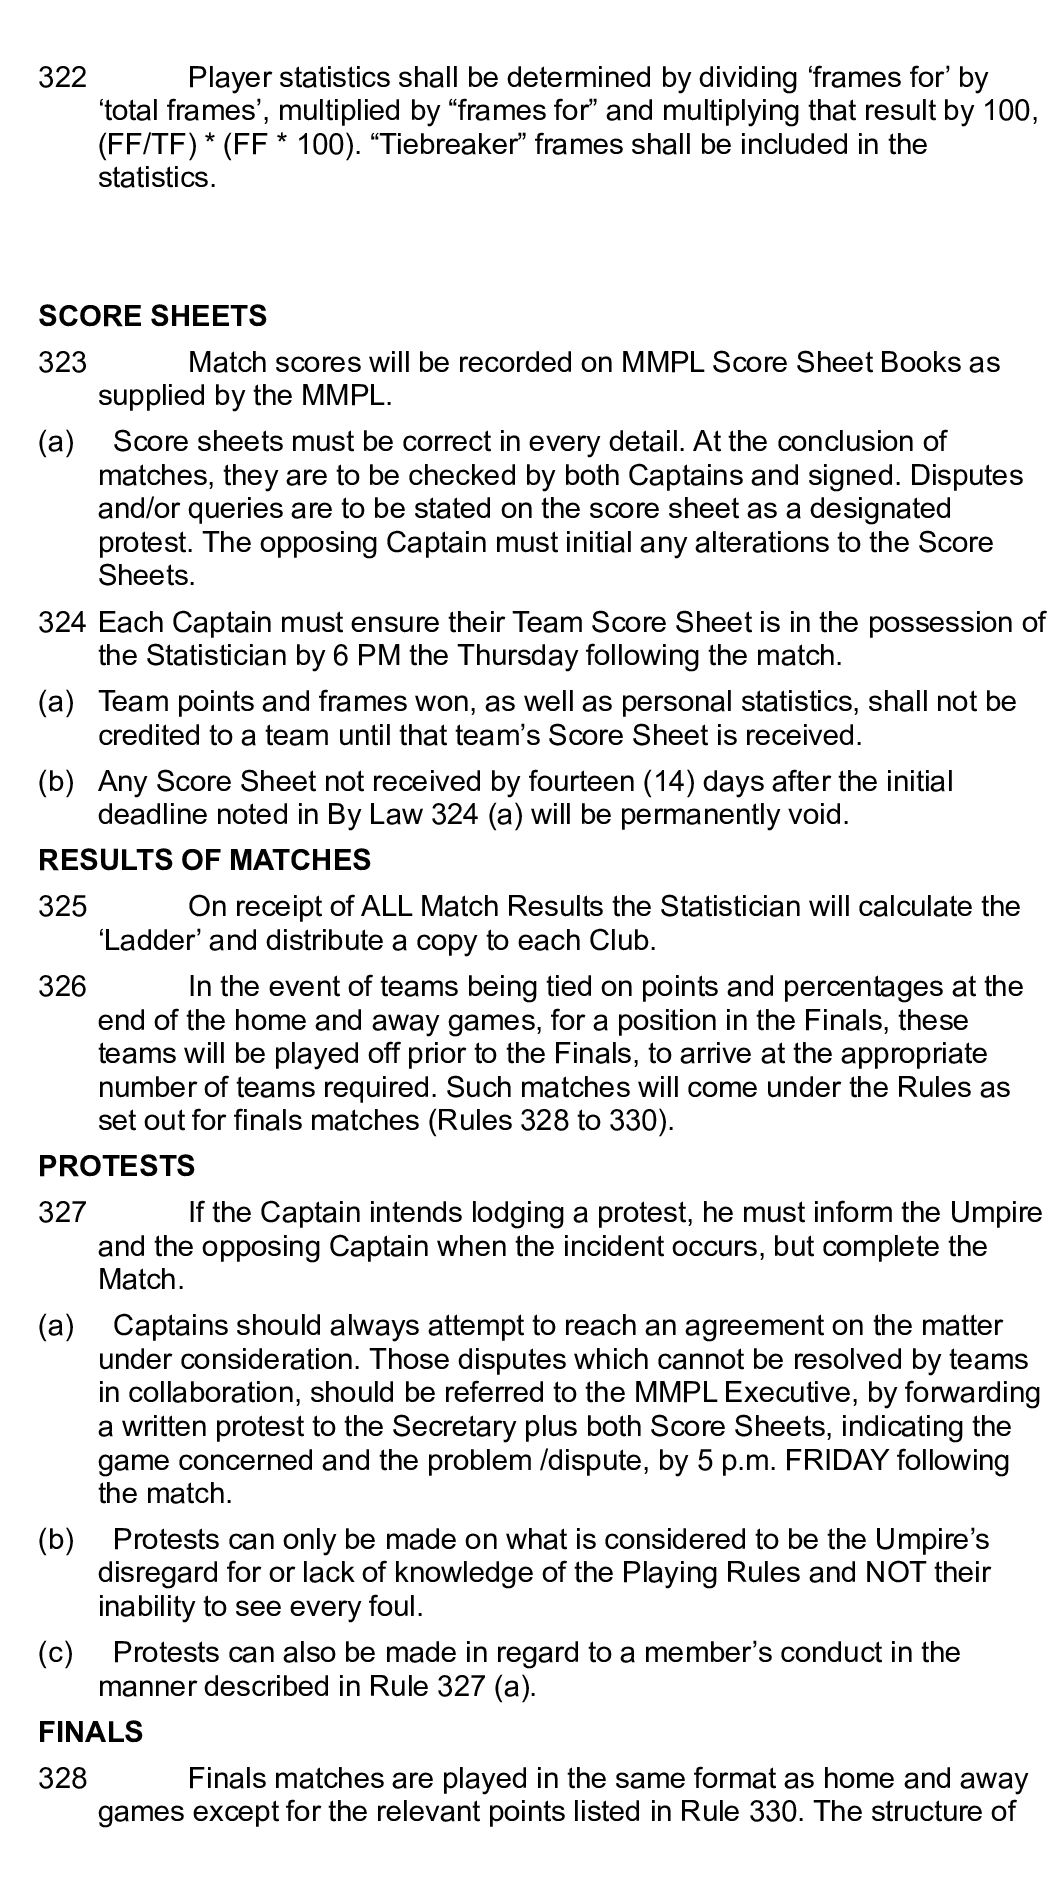 322 Player statistics shall be determined by dividing ‘frames for’ by
‘total frames’, multiplied by “frames for” and multiplying that result by 100,
(FF/TF) * (FF * 100). “Tiebreaker” frames shall be included in the
statistics.
SCORE SHEETS
323 Match scores will be recorded on MMPL Score Sheet Books as
supplied by the MMPL.
(a) Score sheets must be correct in every detail. At the conclusion of
matches, they are to be checked by both Captains and signed. Disputes
and/or queries are to be stated on the score sheet as a designated
protest. The opposing Captain must initial any alterations to the Score
Sheets.
324 Each Captain must ensure their Team Score Sheet is in the possession of
the Statistician by 6 PM the Thursday following the match.
(a) Team points and frames won, as well as personal statistics, shall not be
credited to a team until that team’s Score Sheet is received.
(b) Any Score Sheet not received by fourteen (14) days after the initial
deadline noted in By Law 324 (a) will be permanently void.
RESULTS OF MATCHES
325 On receipt of ALL Match Results the Statistician will calculate the
‘Ladder’ and distribute a copy to each Club.
326 In the event of teams being tied on points and percentages at the
end of the home and away games, for a position in the Finals, these
teams will be played off prior to the Finals, to arrive at the appropriate
number of teams required. Such matches will come under the Rules as
set out for finals matches (Rules 328 to 330).
PROTESTS
327 If the Captain intends lodging a protest, he must inform the Umpire
and the opposing Captain when the incident occurs, but complete the
Match.
(a) Captains should always attempt to reach an agreement on the matter
under consideration. Those disputes which cannot be resolved by teams
in collaboration, should be referred to the MMPL Executive, by forwarding
a written protest to the Secretary plus both Score Sheets, indicating the
game concerned and the problem /dispute, by 5 p.m. FRIDAY following
the match.
(b) Protests can only be made on what is considered to be the Umpire’s
disregard for or lack of knowledge of the Playing Rules and NOT their
inability to see every foul.
(c) Protests can also be made in regard to a member’s conduct in the
manner described in Rule 327 (a).
FINALS
328 Finals matches are played in the same format as home and away
games except for the relevant points listed in Rule 330. The structure of